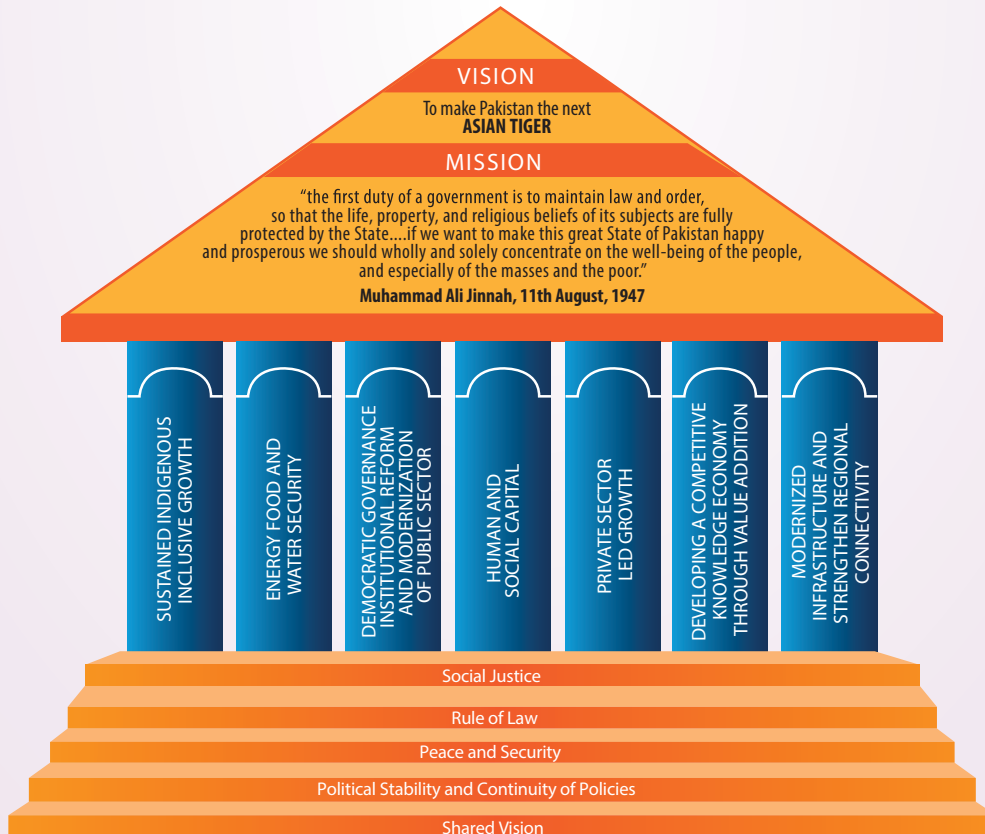 VISION
To make Pakistan the next
ASIAN TIGER
MISSION
“the first duty of a government is to maintain law and order,
so that the life, property, and religious beliefs of its subjects are fully
protected by the State....if we want to make this great State of Pakistan happy
and prosperous we should wholly and solely concentrate on the well-being of the people,
and especially of the masses and the poor.”
Muhammad Ali Jinnah, 11th August, 1947
SUSTAINED INDIGENOUS
INCLUSIVE GROWTH
ENERGY FOOD AND
WATER SECURITY
DEMOCRATIC GOVERNANCE
INSTITUTIONAL REFORM
AND MODERNIZATION
OF PUBLIC SECTOR
HUMAN AND
SOCIAL CAPITAL
PRIVATE SECTOR
LED GROWTH
DEVELOPING A COMPETITIVE
KNOWLEDGE ECONOMY
THROUGH VALUE ADDITION
MODERNIZED
INFRASTRUCTURE AND
STRENGTHEN REGIONAL
CONNECTIVITY
Social Justice
Rule of Law
Peace and Security
Political Stability and Continuity of Policies
Shared Vision